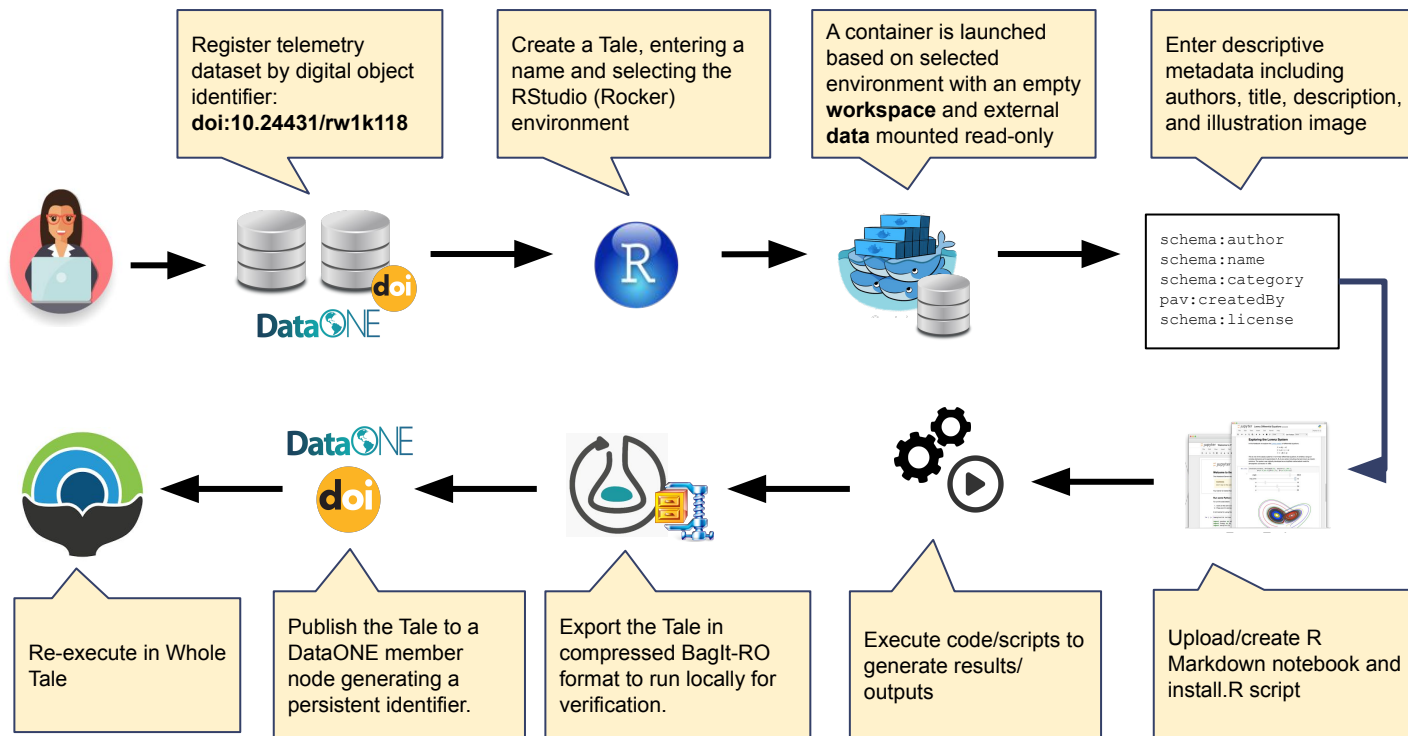 Register telemetry
dataset by digital object
identifier:
doi:10.24431/rw1k118
Create a Tale, entering a
name and selecting the
RStudio (Rocker)
environment
A container is launched
based on selected
environment with an empty
workspace and external
data mounted read-only
Enter descriptive
metadata including
authors, title, description,
and illustration image
doi
DataONE
R
schema:author
schema:name
schema:category
pav:createdBy
schema:license
DataONE
doi
Exploring the Lorenz System
Re-execute in Whole
Tale
Publish the Tale to a
DataONE member
node generating a
persistent identifier.
Export the Tale in
compressed BagIt-RO
format to run locally for
verification.
Execute code/scripts to
generate results/
outputs
Upload/create R
Markdown notebook and
install.R script